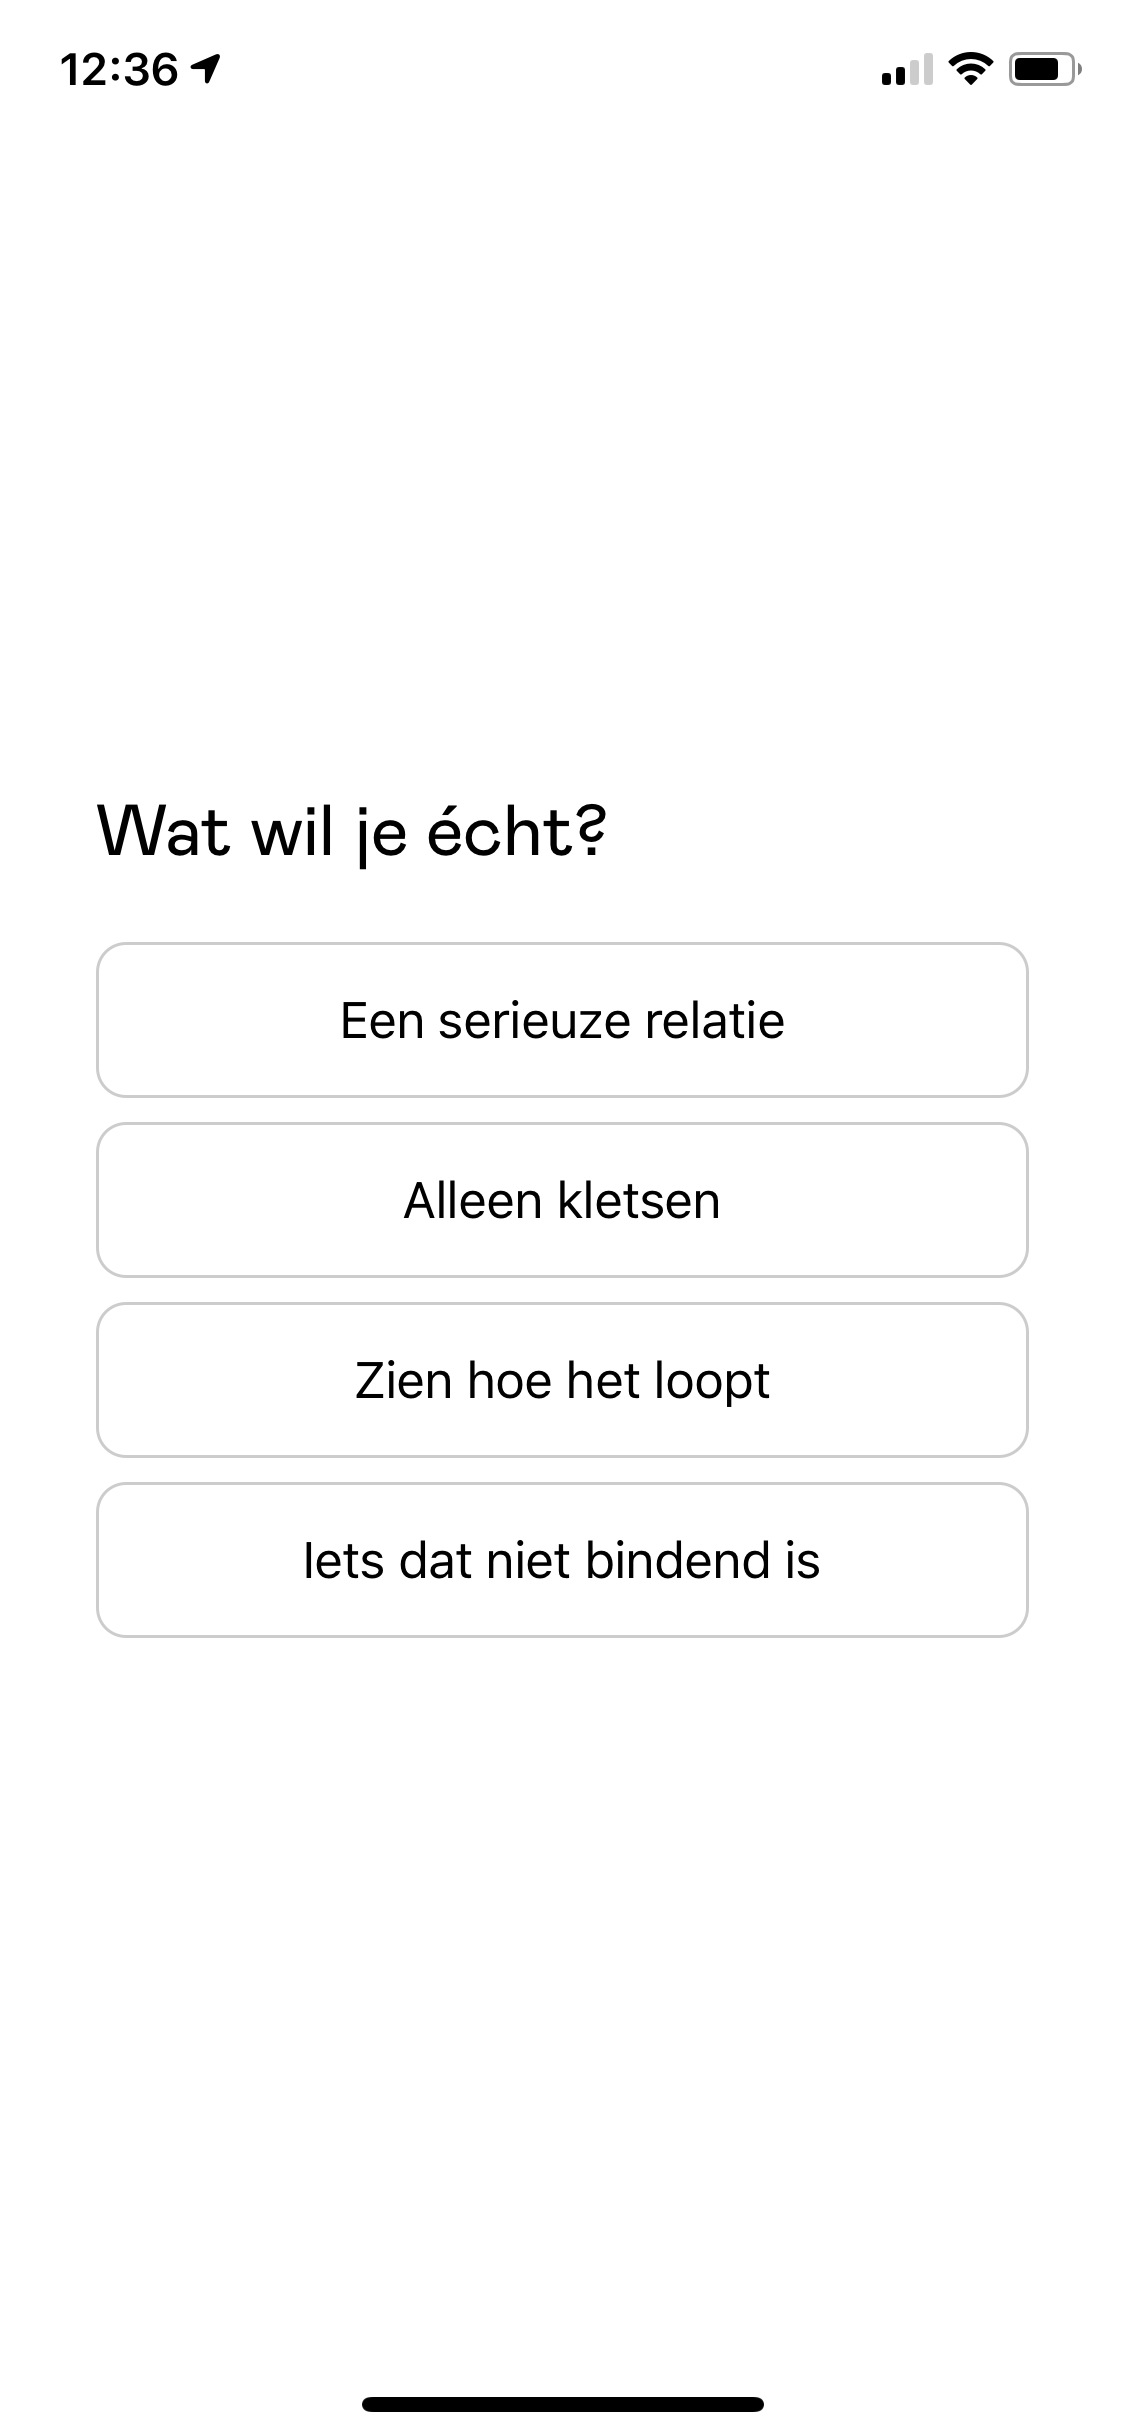 12:36
Wat wil je écht?
Een serieuze relatie
Alleen kletsen
Zien hoe het loopt
Iets dat niet bindend is